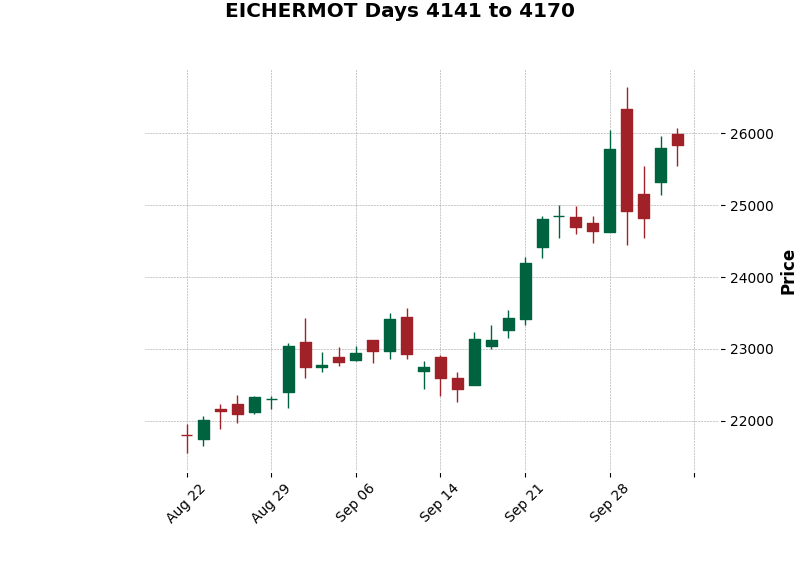 EICHERMOT Days 4141 to 4170
26000
25000
24000
23000
22000
Price
Aug 22
Aug 29
Sep 06
Sep 14
Sep 21
Sep 28